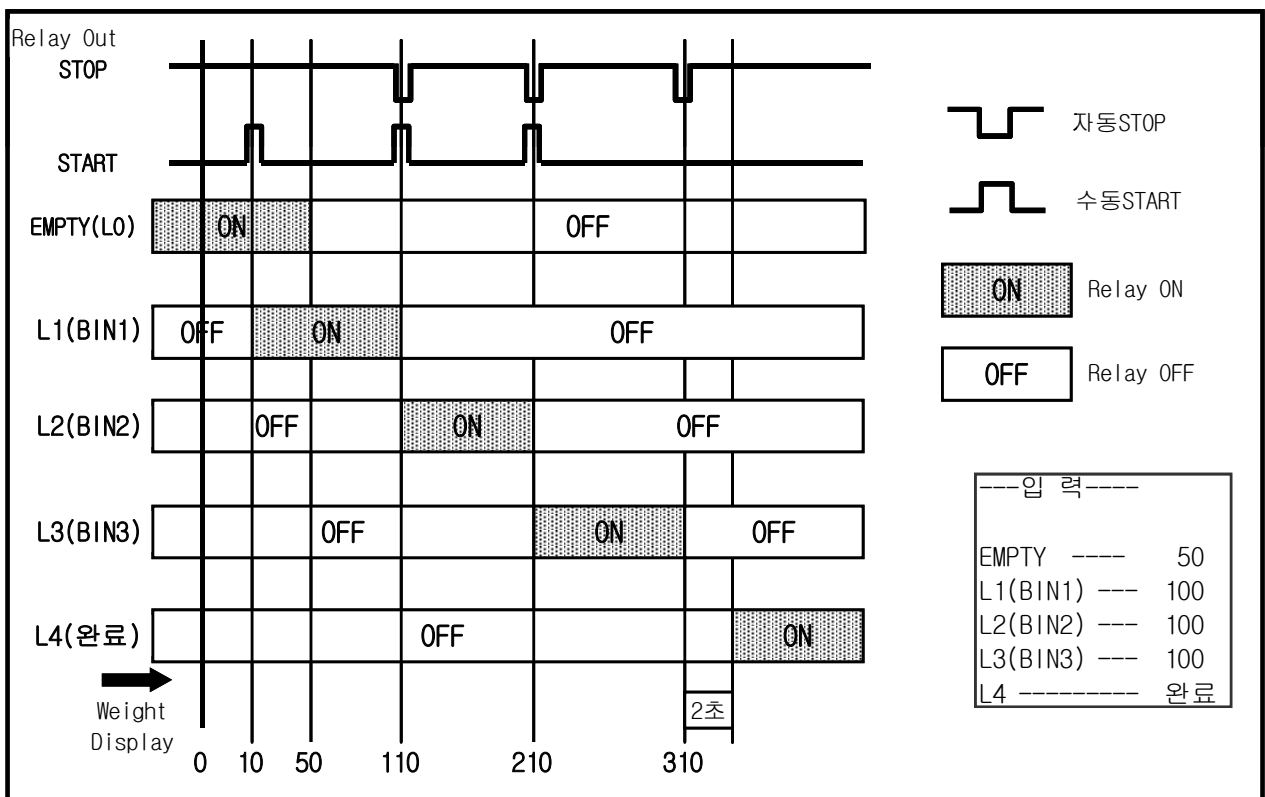 Relay Out
STOP
START
EMPTY(L0)
ON
OFF
L1(BIN1)
OFF
ON
OFF
L2(BIN2)
OFF
ON
OFF
L3(BIN3)
OFF
ON
OFF
L4(완료)
OFF
ON
Weight
Display
2초
0 10 50 110 210 310
자동STOP
수동START
ON
Relay ON
OFF
Relay OFF
---입 력----
EMPTY ---- 50
L1(BIN1) --- 100
L2(BIN2) --- 100
L3(BIN3) --- 100
L4 --------- 완료